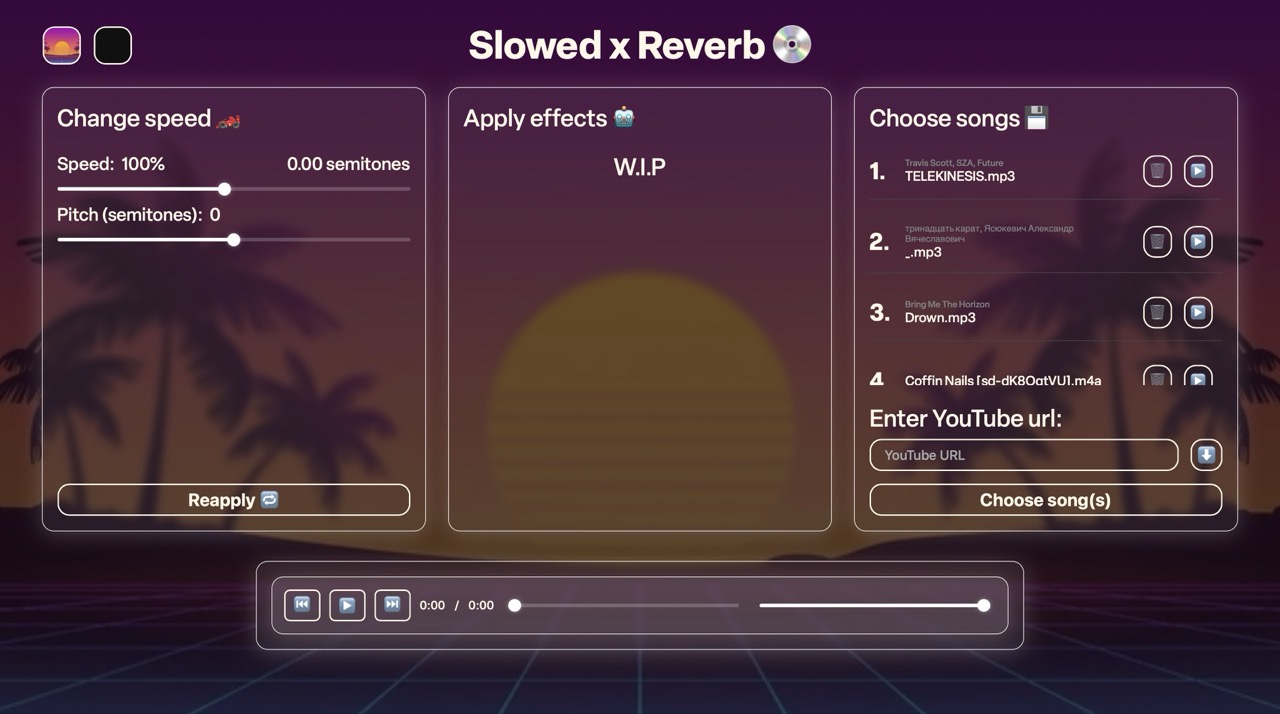 Slowed x Reverb
Change speed
Speed: 100%
0.00 semitones
Pitch (semitones): 0
Reapply
Apply effects
W.I.P
Choose songs
1.
Travis Scott, SZA, Future
TELEKINESIS.mp3
2.
тринадцать карат, Ясюкевич Александр
Вячеславович
_.mp3
3.
Bring Me The Horizon
Drown.mp3
4
Coffin Nails [sd-dK8OgtVU].m4a
Enter YouTube url:
YouTube URL
Choose song(s)
0:00 / 0:00